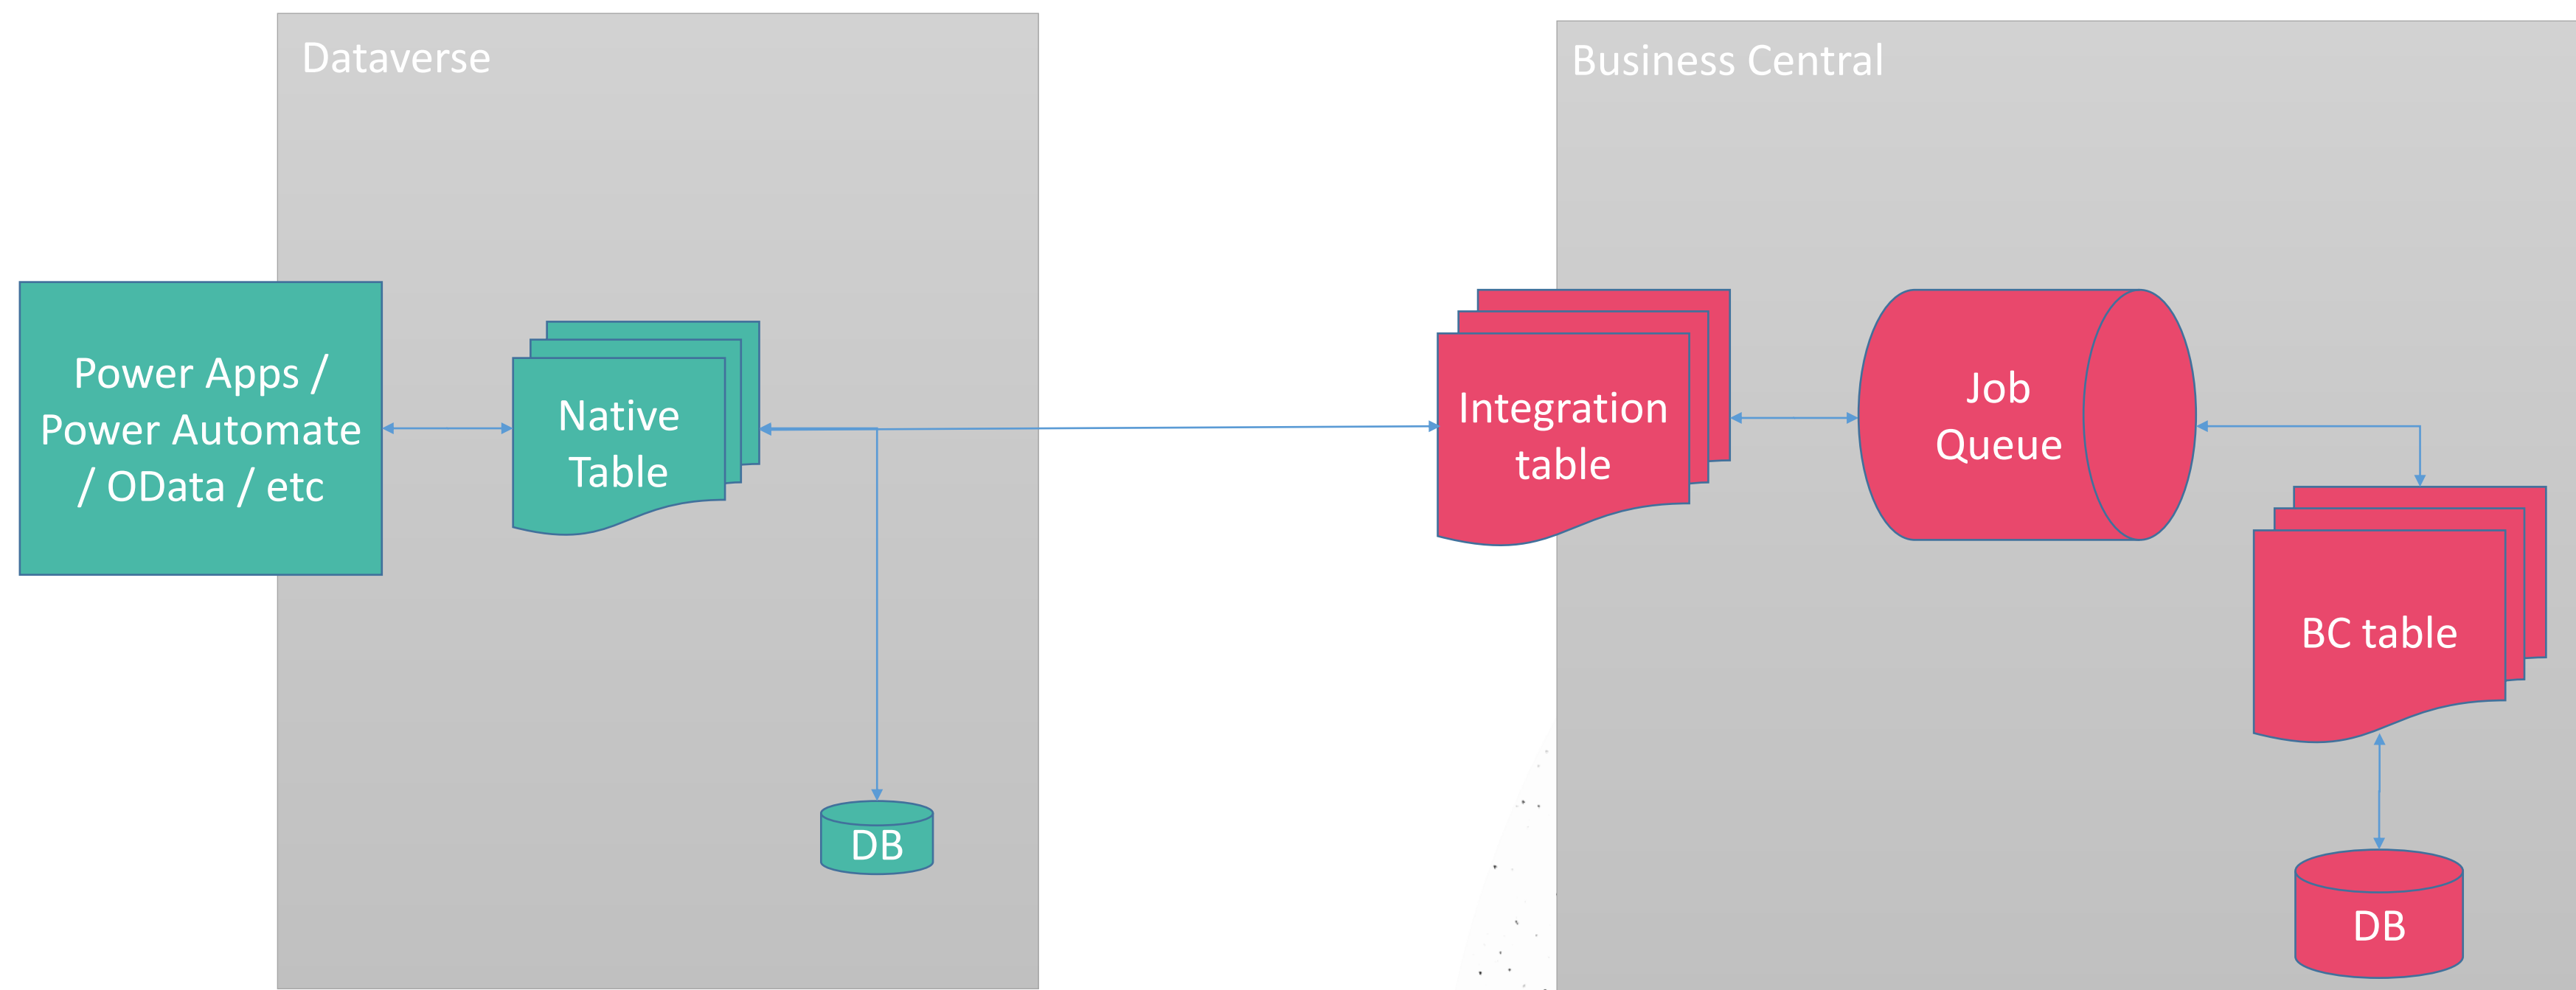 Dataverse
Business Central
Power Apps /
Power Automate
/ OData / etc
Native
Table
Integration
table
Job
Queue
BC table
DB
DB